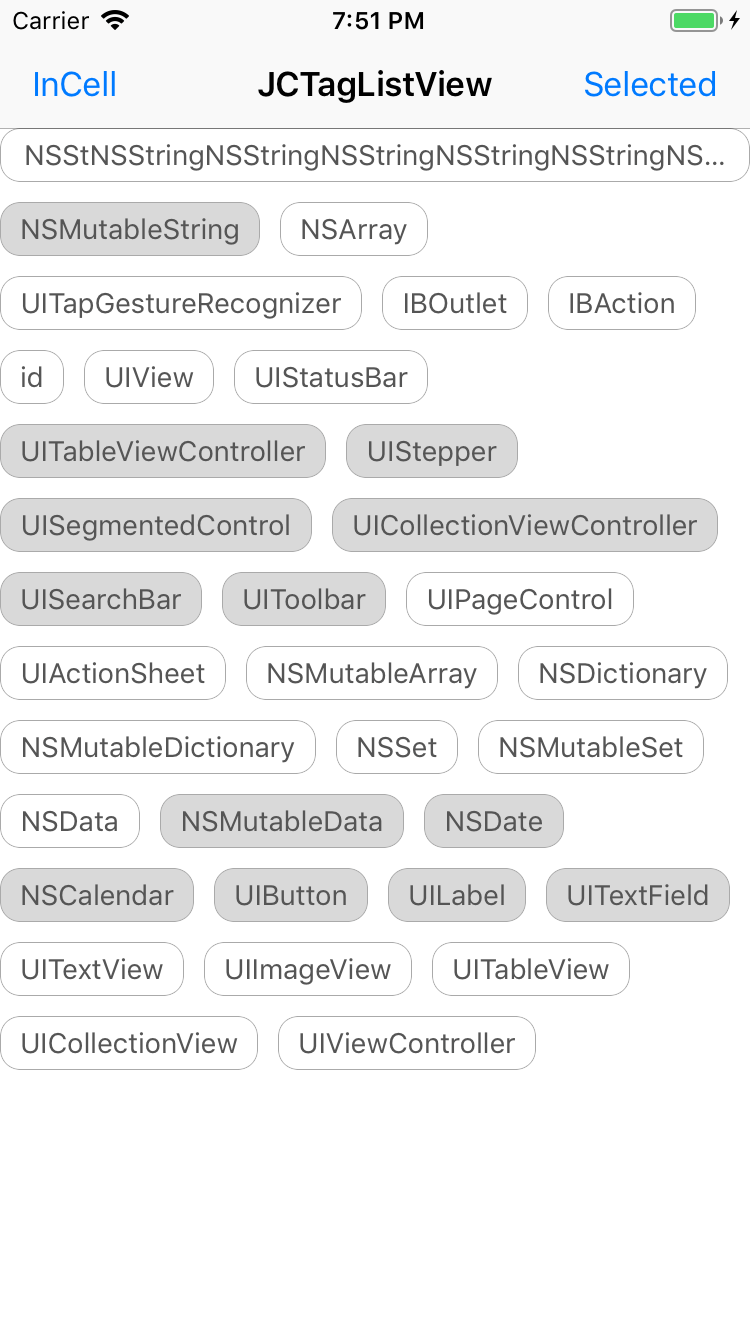 Carrier 7:51 PM
InCell JCTagListView Selected
NSStNSStringNSStringNSStringNSStringNSStringNS...
NSMutableString NSArray
UITapGestureRecognizer IBOutlet IBAction
id UIView UIStatusBar
UITableViewController UIStepper
UISegmentedControl UICollectionViewController
UISearchBar UIToolbar UIPageControl
UIActionSheet NSMutableArray NSDictionary
NSMutableDictionary NSSet NSMutableSet
NSData NSMutableData NSDate
NSCalendar UIButton UILabel UITextField
UITextView UIImageView UITableView
UICollectionView UIViewController